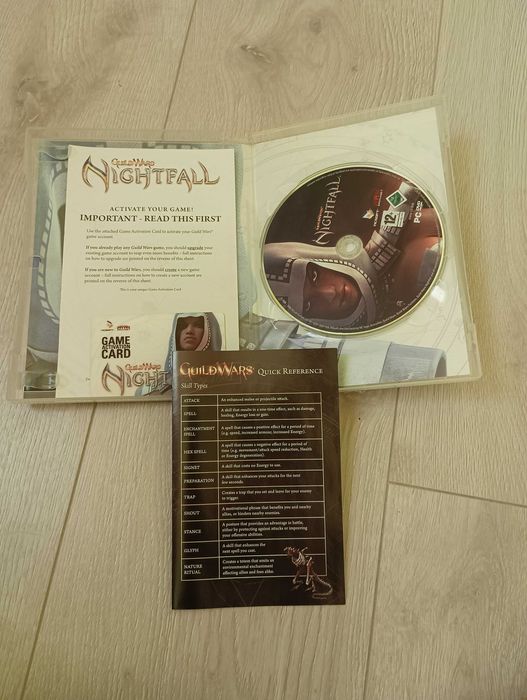 GUILD WARS
NIGHTFALL
ACTIVATE YOUR GAME!
IMPORTANT - READ THIS FIRST
Use the attached Game Activation Card to activate your Guild Wars®
game account.
If you already play any Guild Wars game, you should upgrade your
existing game account to reap even more benefits – full instructions
on how to upgrade are printed on the reverse of this sheet.
If you are new to Guild Wars, you should create a new game
account – full instructions on how to create a new account are
printed on the reverse of this sheet.
This is your unique Game Activation Card
GAME
ACTIVATION
CARD
GUILD WARS
NIGHTF
GUILD WARS
NIGHTFALL
12+
PC DVD
GUILD WARS® QUICK REFERENCE
Skill Types
ATTACK An enhanced melee or projectile attack.
SPELL A skill that results in a one-time effect, such as damage,
healing, Energy loss or gain.
ENCHANTMENT
SPELL
A spell that causes a positive effect for a period of time
(e.g. speed, increased armour, increased Energy).
HEX SPELL A spell that causes a negative effect for a period of
time (e.g. movement/attack speed reduction, Health
or Energy degeneration).
SIGNET A skill that costs no Energy to use.
PREPARATION A skill that enhances your attacks for the next
few seconds.
TRAP Creates a trap that you set and leave for your enemy
to trigger.
SHOUT A motivational phrase that benefits you and nearby
allies, or hinders nearby enemies.
STANCE A posture that provides an advantage in battle,
either by protecting against attacks or improving
your offensive abilities.
GLYPH A skill that enhances the
next spell you cast.
NATURE
RITUAL
Creates a totem that emits an
environmental enchantment
affecting allies and foes alike.